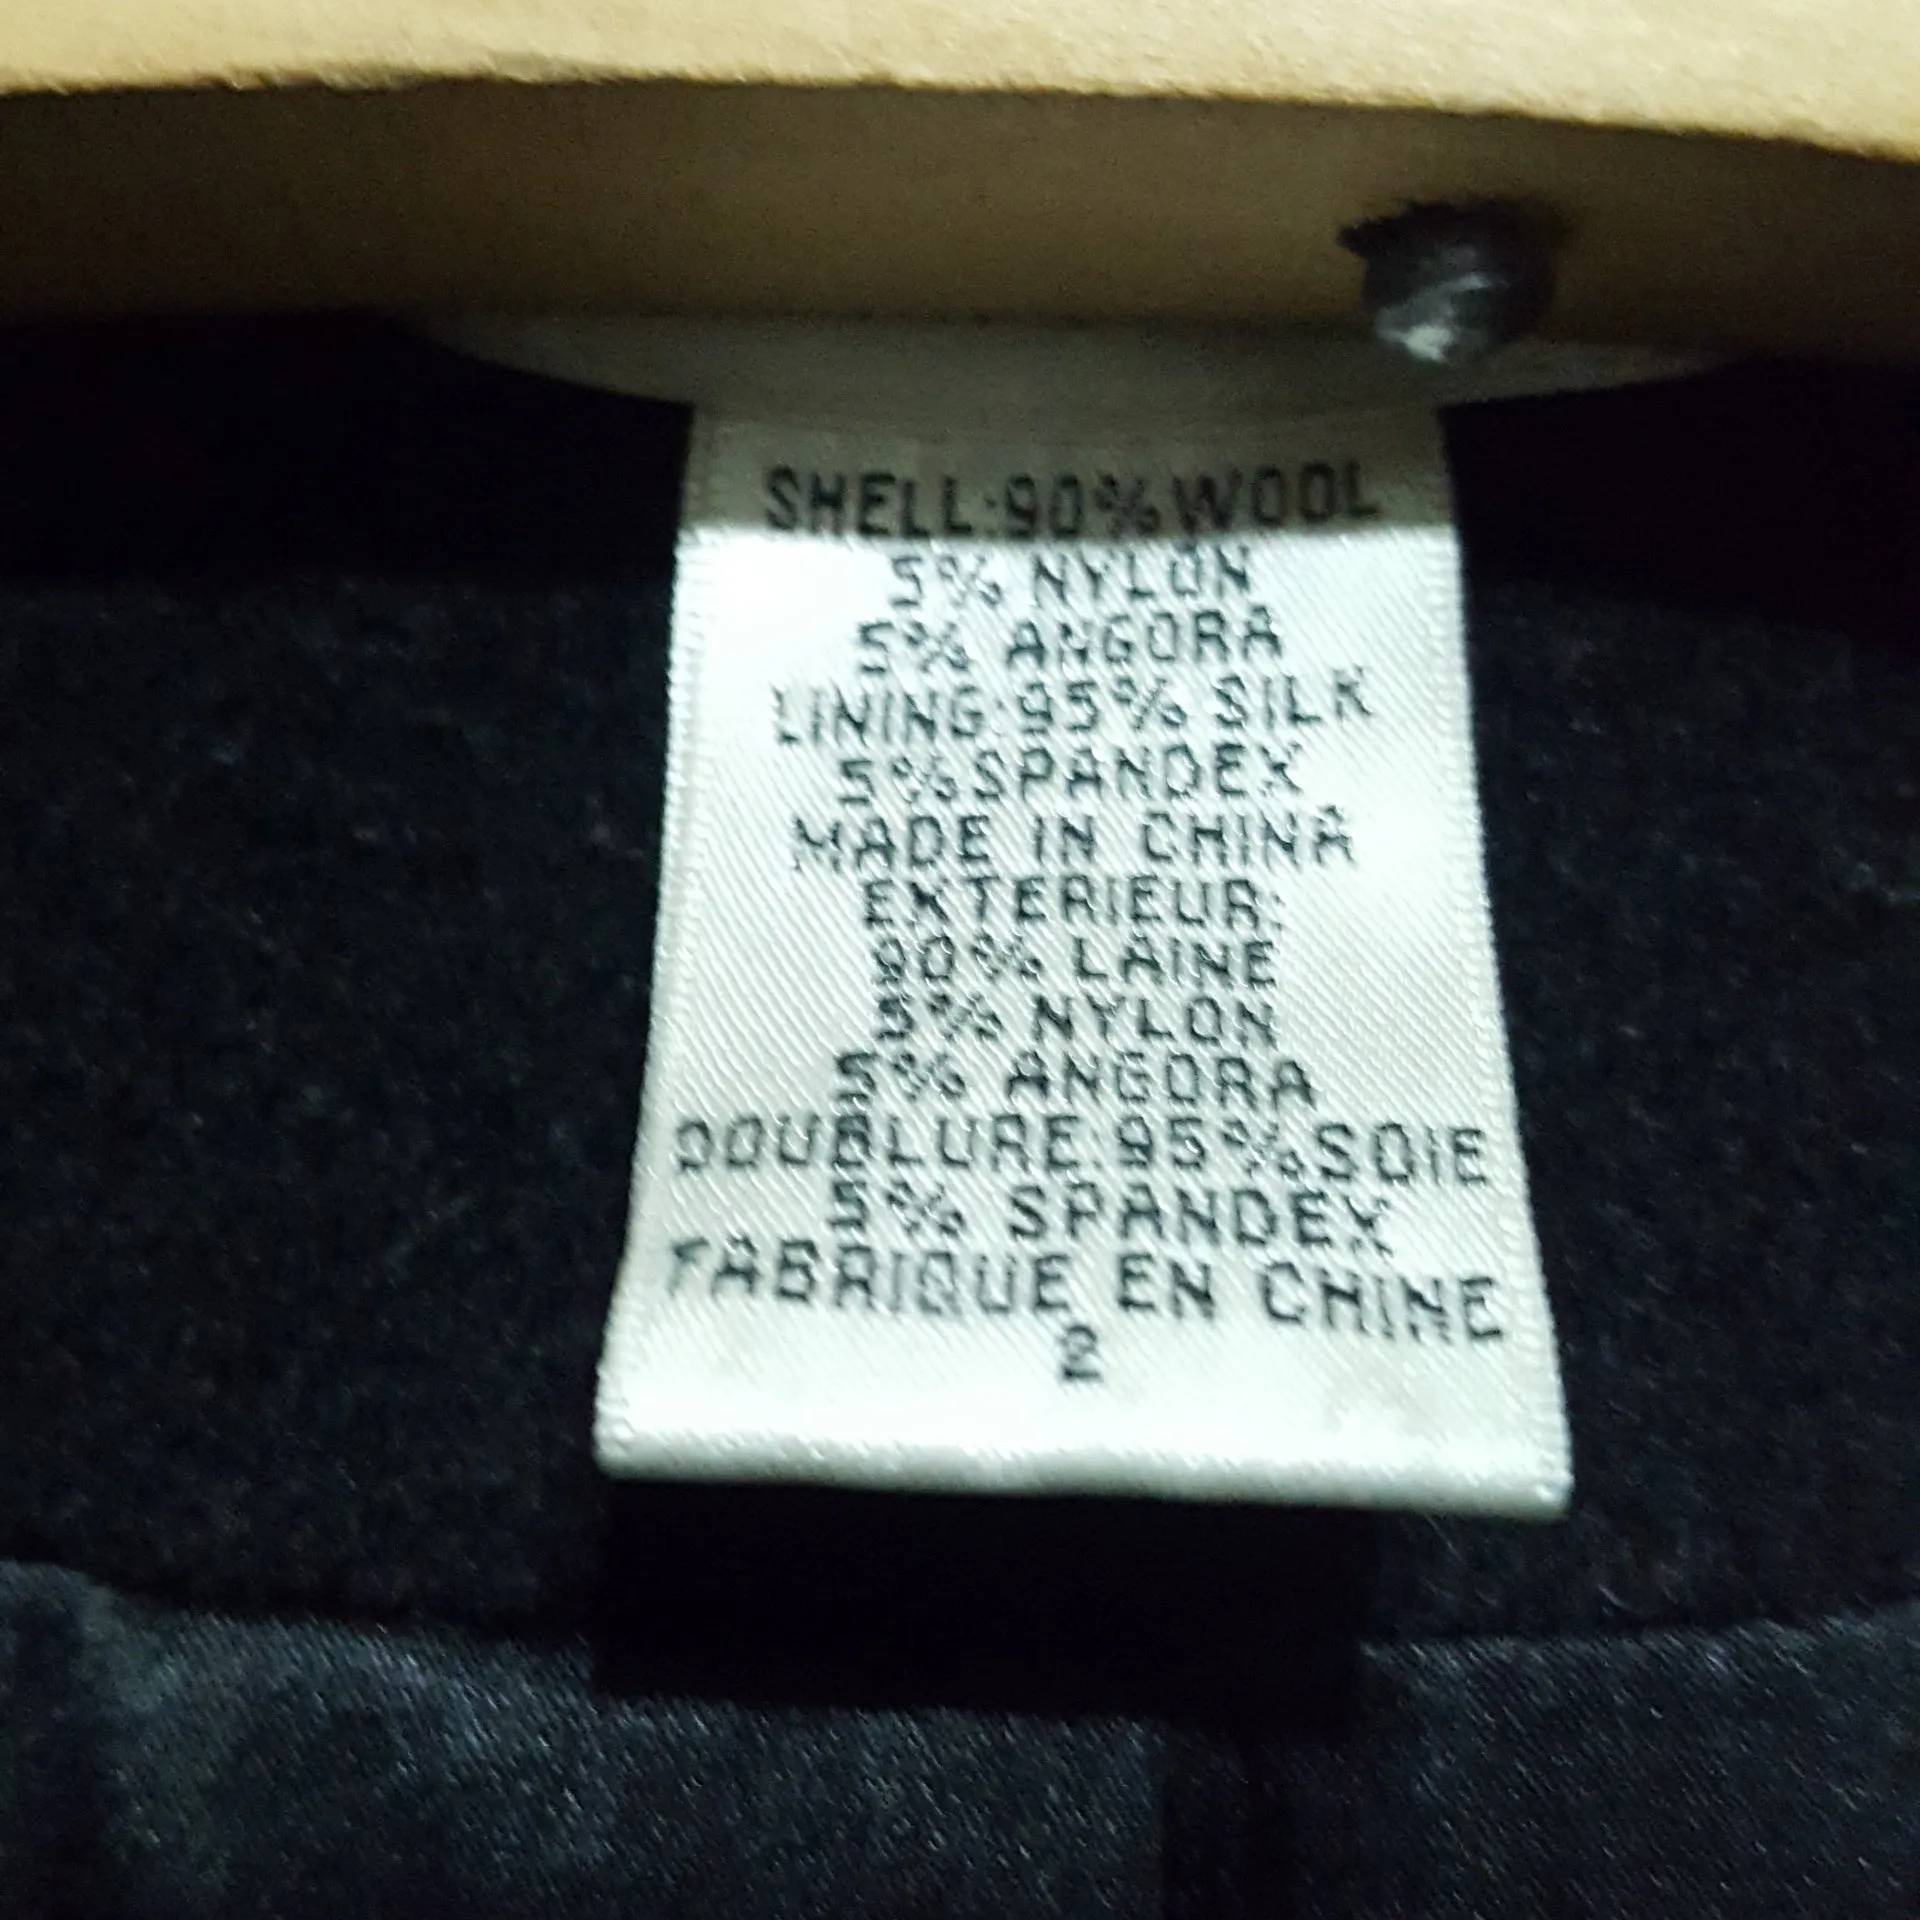 SHELL:90%WOOL
5% NYLON
5% ANGORA
LINING:95% SILK
5%SPANDEX
MADE IN CHINA
EXTERIEUR:
90% LAINE
5% NYLON
5% ANGORA
DOUBLURE:95%SOIE
5% SPANDEX
FABRIQUE EN CHINE
2